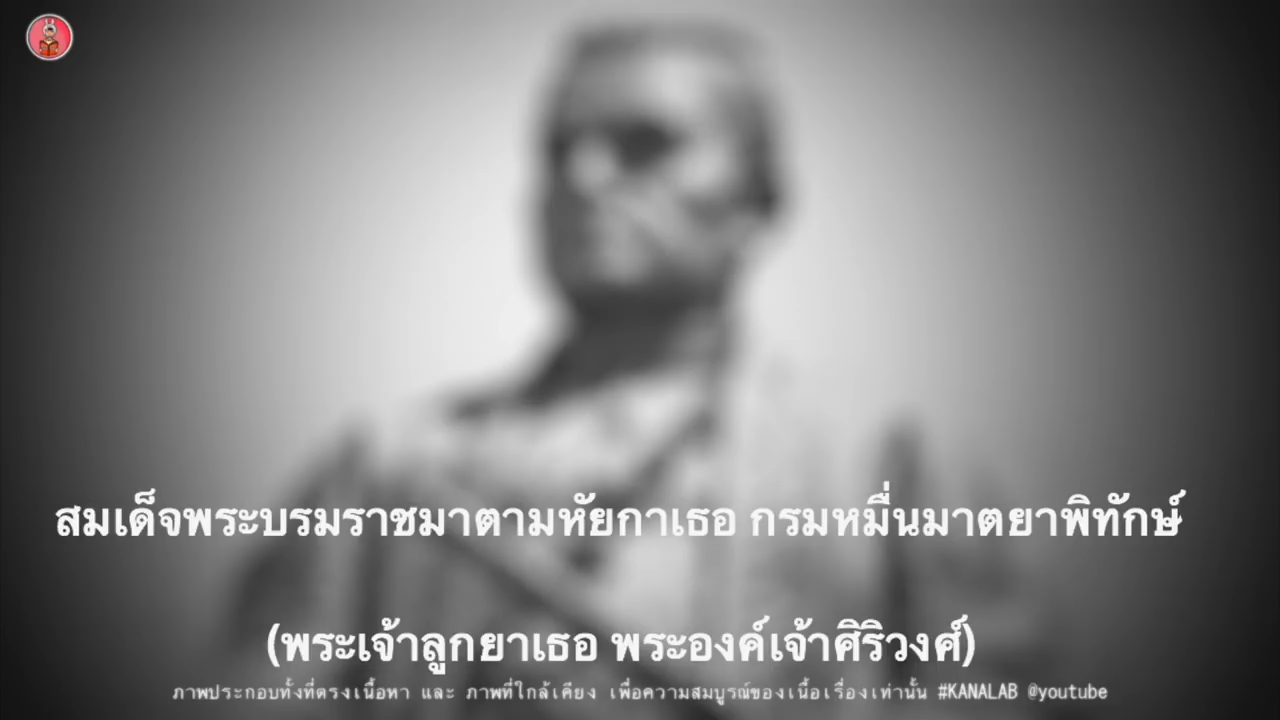 สมเด็จพระบรมราชมาตามหัยกาเธอ กรมหมื่นมาตยาพิทักษ์
(พระเจ้าลูกยาเธอ พระองค์เจ้าศิริวงศ์)
ภาพประกอบทั้งที่ตรงเนื้อหา และ ภาพที่ใกล้เคียง เพื่อความสมบูรณ์ของเนื้อเรื่องเท่านั้น #KANALAB @youtube